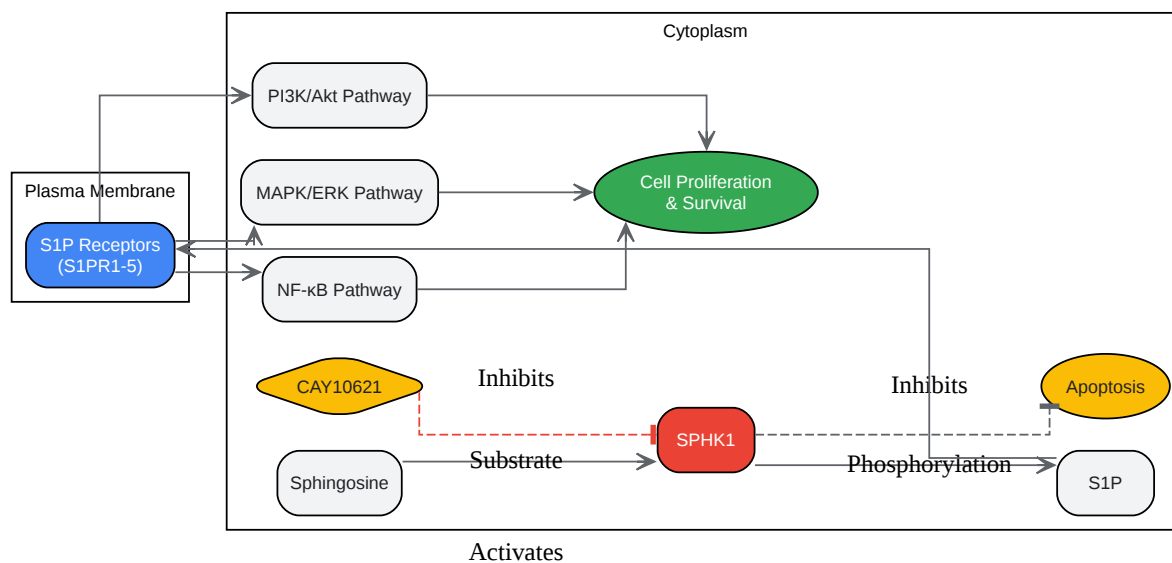 Cytoplasm
PI3K/Akt Pathway
Plasma Membrane
MAPK/ERK Pathway
Cell Proliferation
& Survival
S1P Receptors
(S1PR1-5)
NF-κB Pathway
CAY10621
Inhibits
Inhibits
Apoptosis
SPHK1
Substrate
Phosphorylation
Sphingosine
S1P
Activates